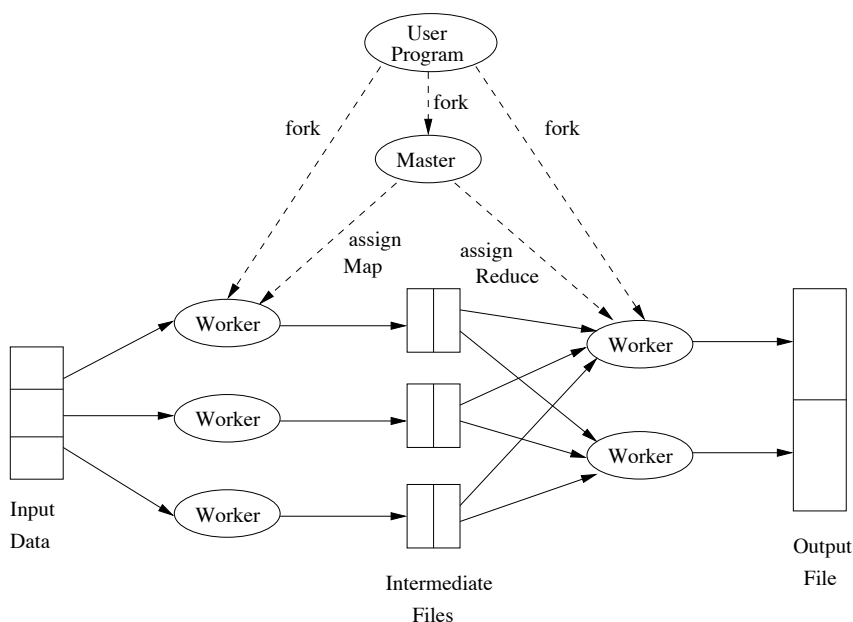 User
Program
fork
fork
fork
Master
assign
Map
assign
Reduce
Worker
Worker
Worker
Worker
Worker
Input
Data
Intermediate
Files
Output
File